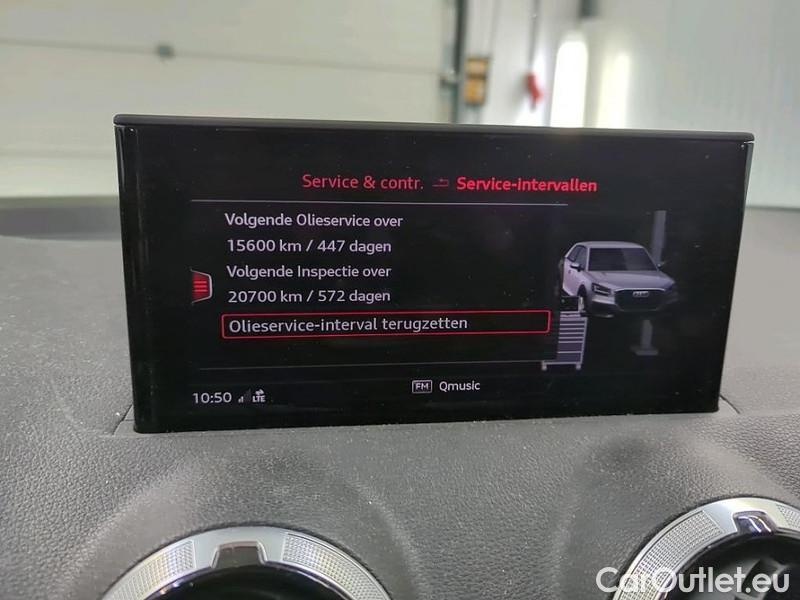 Service & contr. Service-intervallen
Volgende Olieservice over
15600 km / 447 dagen
Volgende Inspectie over
20700 km / 572 dagen
Olieservice-interval terugzetten
10:50 LTE FM Qmusic
CarOutlet.eu